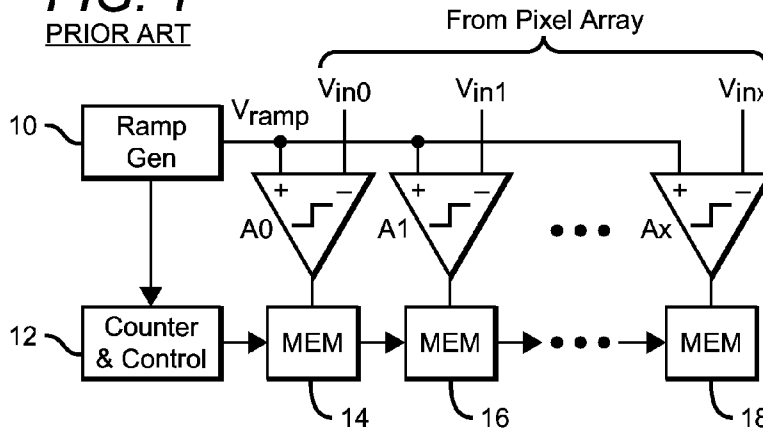 FIG. 1
PRIOR ART
From Pixel Array
Vin0
Vin1
Vinx
Vramp
10
Ramp
Gen
+
−
A0
+
−
A1
•••
+
−
Ax
12
Counter
& Control
MEM
MEM
•••
MEM
14
16
18